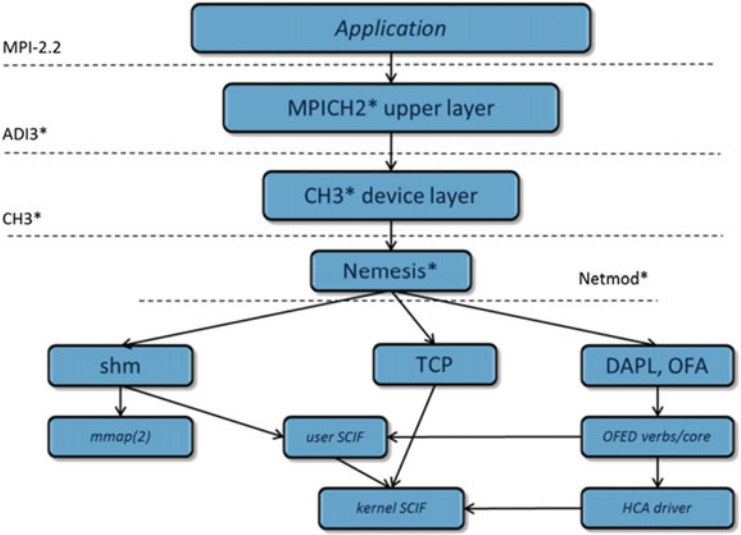 Application
MPI-2.2
MPICH2* upper layer
ADI3*
CH3* device layer
CH3*
Nemesis*
Netmod*
shm
TCP
DAPL, OFA
mmap(2)
user SCIF
OFED verbs/core
kernel SCIF
HCA driver